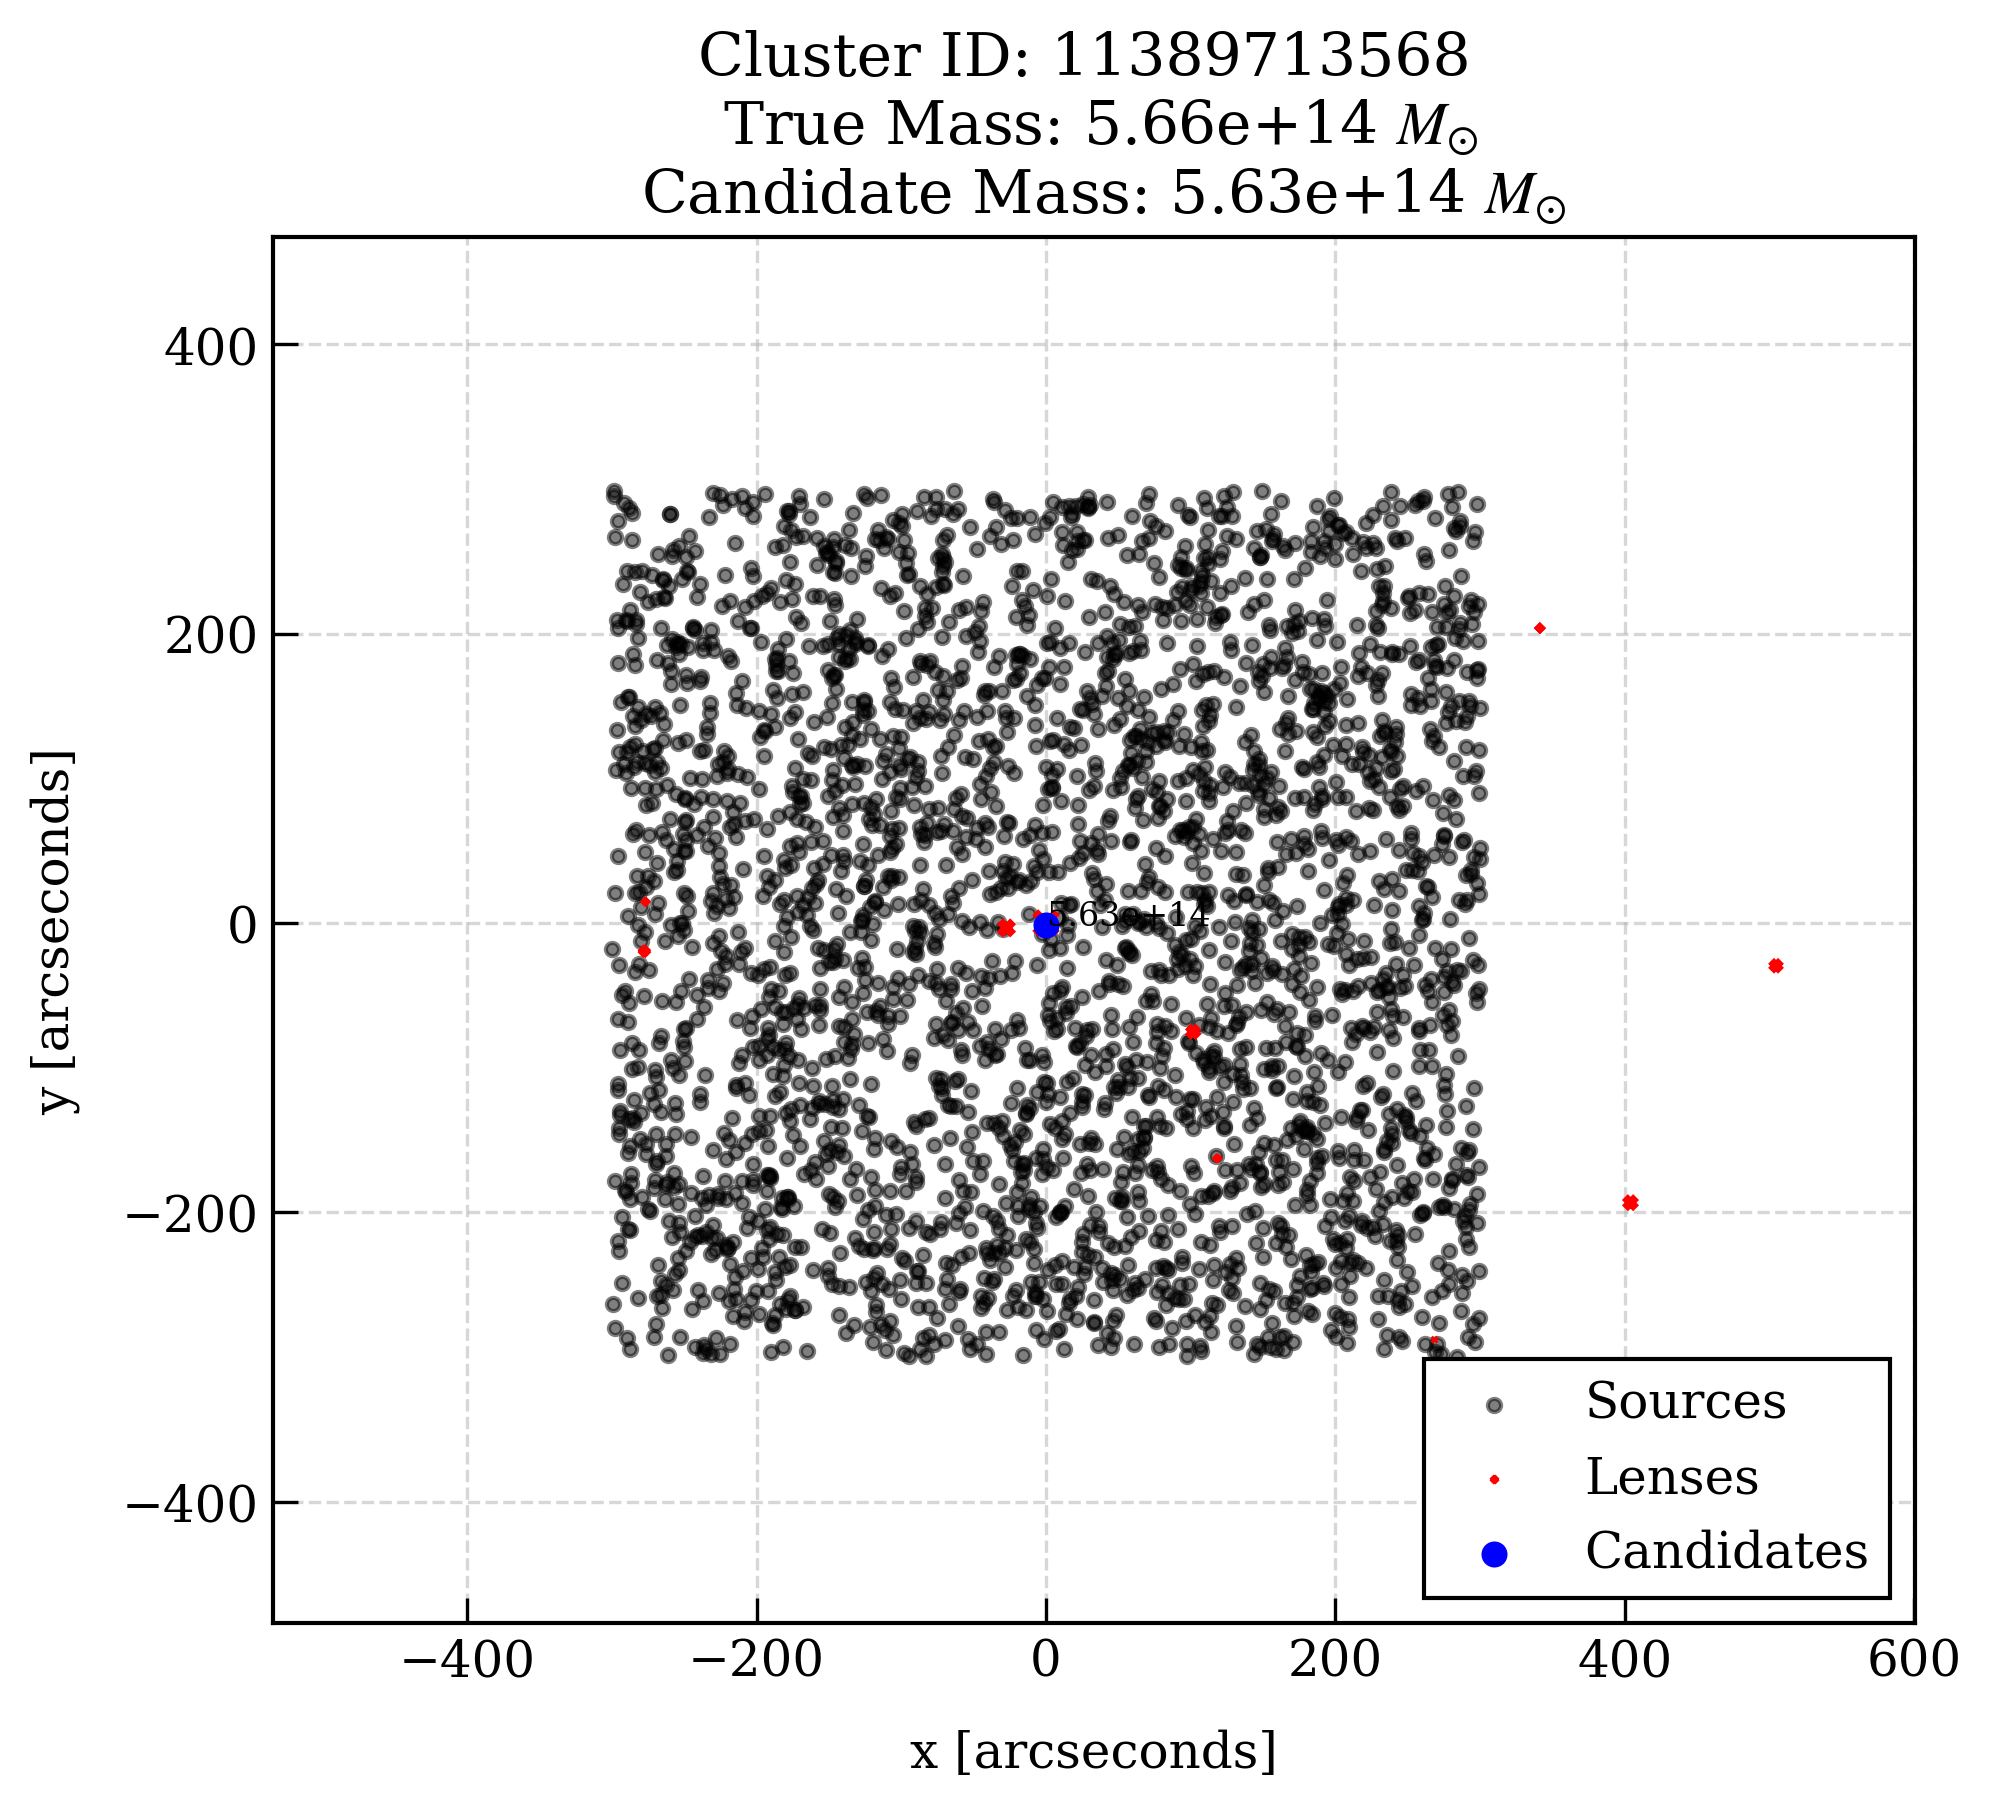 Cluster ID: 11389713568
True Mass: 5.66e+14 M⊙
Candidate Mass: 5.63e+14 M⊙
400
200
0
−200
−400
y [arcseconds]
5.63e+14
Sources
Lenses
Candidates
−400 −200 0 200 400 600
x [arcseconds]